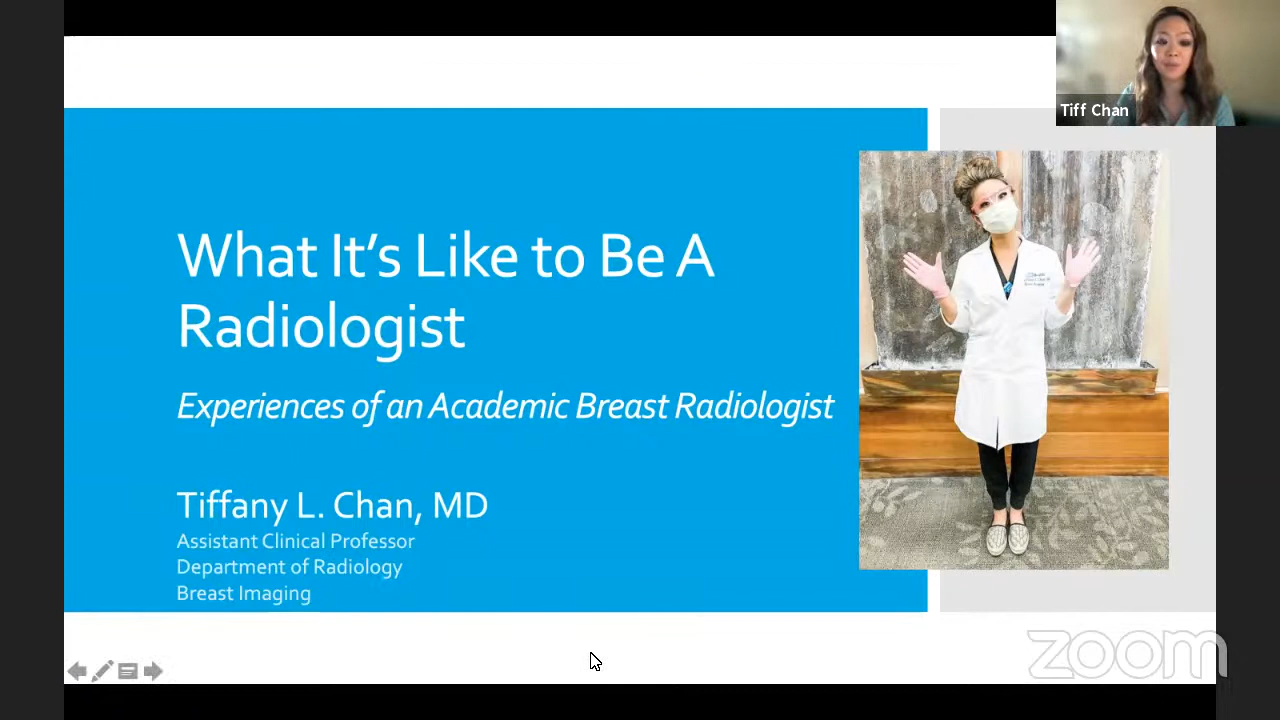 Tiff Chan
What It's Like to Be A
Radiologist
Experiences of an Academic Breast Radiologist
Tiffany L. Chan, MD
Assistant Clinical Professor
Department of Radiology
Breast Imaging
zoom